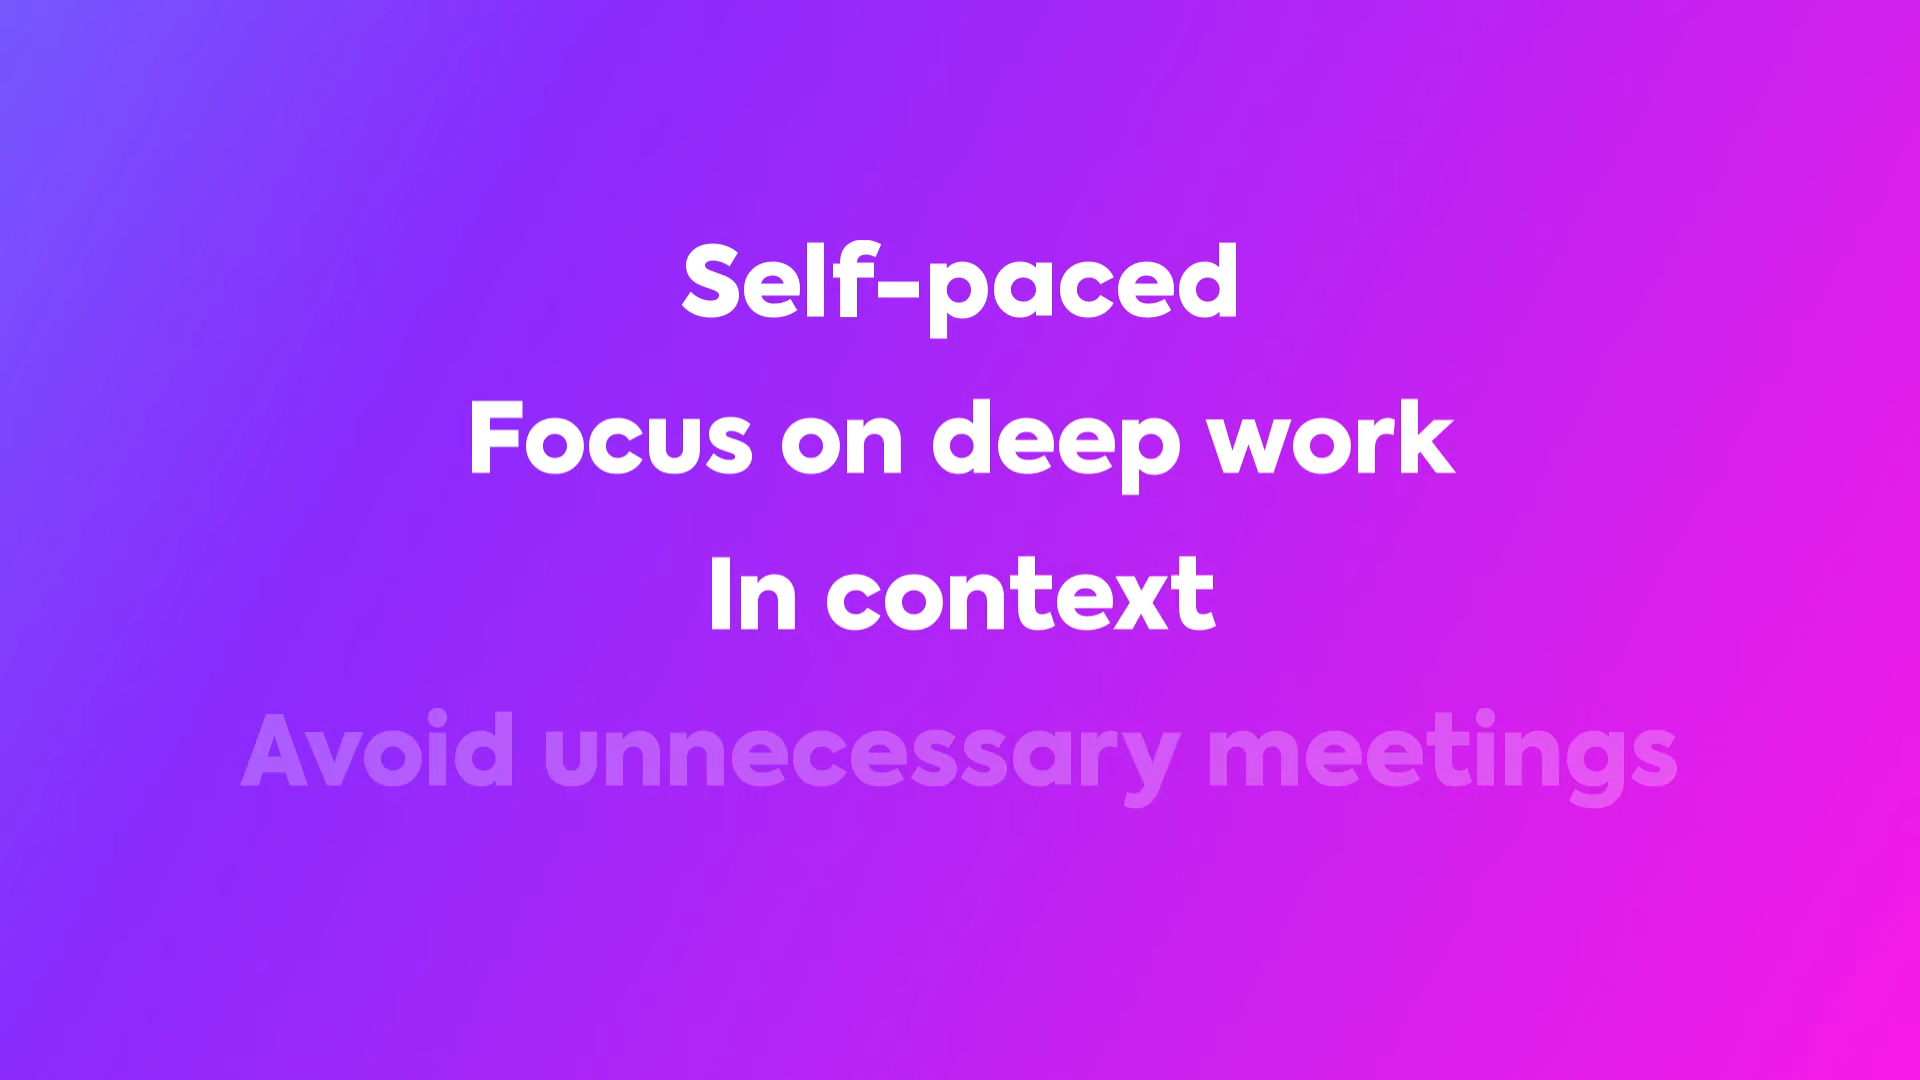 Self-paced
Focus on deep work
In context
Avoid unnecessary meetings